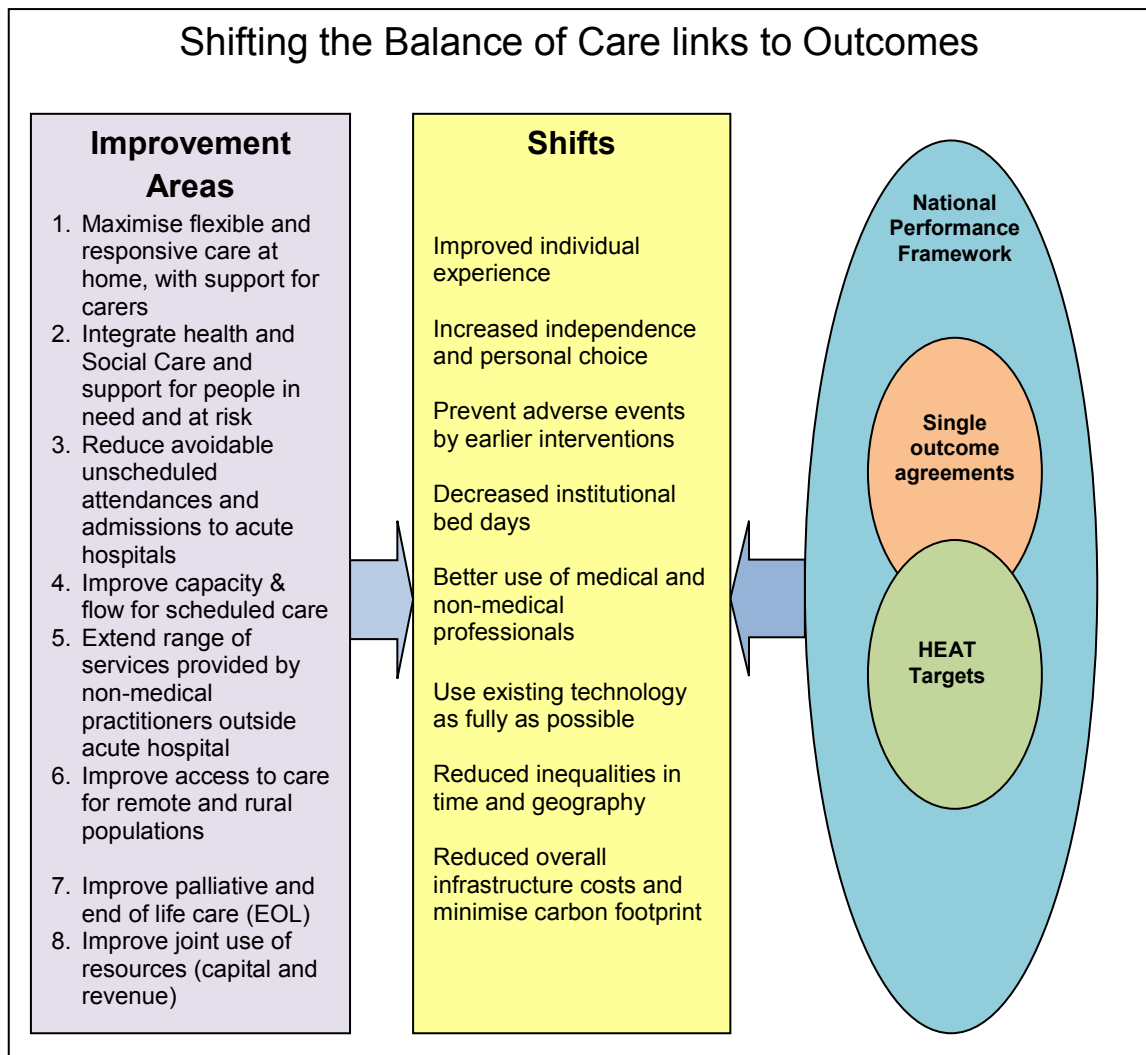 Shifting the Balance of Care links to Outcomes
Improvement
Areas
1. Maximise flexible and
responsive care at
home, with support for
carers
2. Integrate health and
Social Care and
support for people in
need and at risk
3. Reduce avoidable
unscheduled
attendances and
admissions to acute
hospitals
4. Improve capacity &
flow for scheduled care
5. Extend range of
services provided by
non-medical
practitioners outside
acute hospital
6. Improve access to care
for remote and rural
populations
7. Improve palliative and
end of life care (EOL)
8. Improve joint use of
resources (capital and
revenue)
Shifts
Improved individual
experience
Increased independence
and personal choice
Prevent adverse events
by earlier interventions
Decreased institutional
bed days
Better use of medical and
non-medical
professionals
Use existing technology
as fully as possible
Reduced inequalities in
time and geography
Reduced overall
infrastructure costs and
minimise carbon footprint
National
Performance
Framework
Single
outcome
agreements
HEAT
Targets